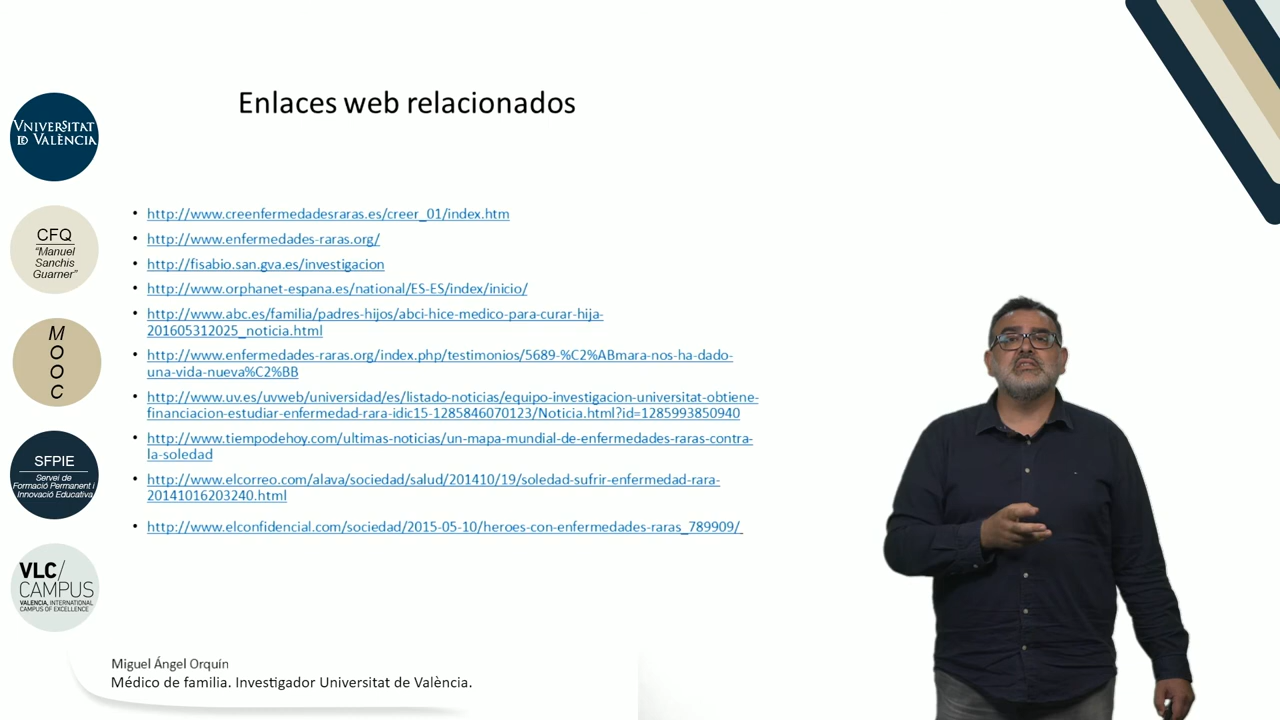 Enlaces web relacionados
VNIVERSITAT
ID VALÈNCIA
CFQ
"Manuel
Sanchis
Guarner"
M
O
O
C
SFPIE
Servei de
Formació Permanent i
Innovació Educativa
VLC/
CAMPUS
VALENCIA, INTERNATIONAL
CAMPUS OF EXCELLENCE
• http://www.creenfermedadesraras.es/creer_01/index.htm
• http://www.enfermedades-raras.org/
• http://fisabio.san.gva.es/investigacion
• http://www.orphanet-espana.es/national/ES-ES/index/inicio/
• http://www.abc.es/familia/padres-hijos/abci-hice-medico-para-curar-hija-
201605312025_noticia.html
• http://www.enfermedades-raras.org/index.php/testimonios/5689-%C2%ABmara-nos-ha-dado-
una-vida-nueva%C2%BB
• http://www.uv.es/uvweb/universidad/es/listado-noticias/equipo-investigacion-universitat-obtiene-
financiacion-estudiar-enfermedad-rara-idic15-1285846070123/Noticia.html?id=1285993850940
• http://www.tiempodehoy.com/ultimas-noticias/un-mapa-mundial-de-enfermedades-raras-contra-
la-soledad
• http://www.elcorreo.com/alava/sociedad/salud/201410/19/soledad-sufrir-enfermedad-rara-
20141016203240.html
• http://www.elconfidencial.com/sociedad/2015-05-10/heroes-con-enfermedades-raras_789909/
Miguel Ángel Orquín
Médico de familia. Investigador Universitat de València.